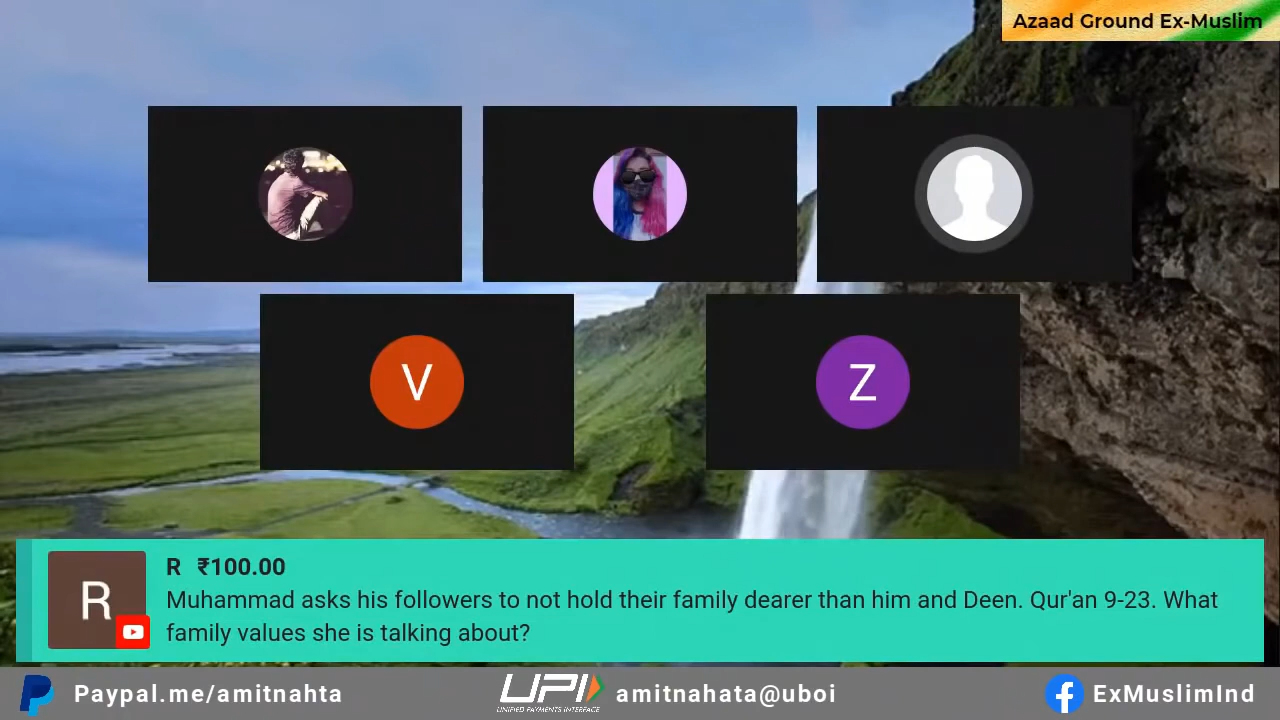 Azaad Ground Ex-Muslim
V
Z
R
R ₹100.00
Muhammad asks his followers to not hold their family dearer than him and Deen. Qur'an 9-23. What
family values she is talking about?
Paypal.me/amitnahta
UPI
UNIFIED PAYMENTS INTERFACE
amitnahata@uboi
ExMuslimInd